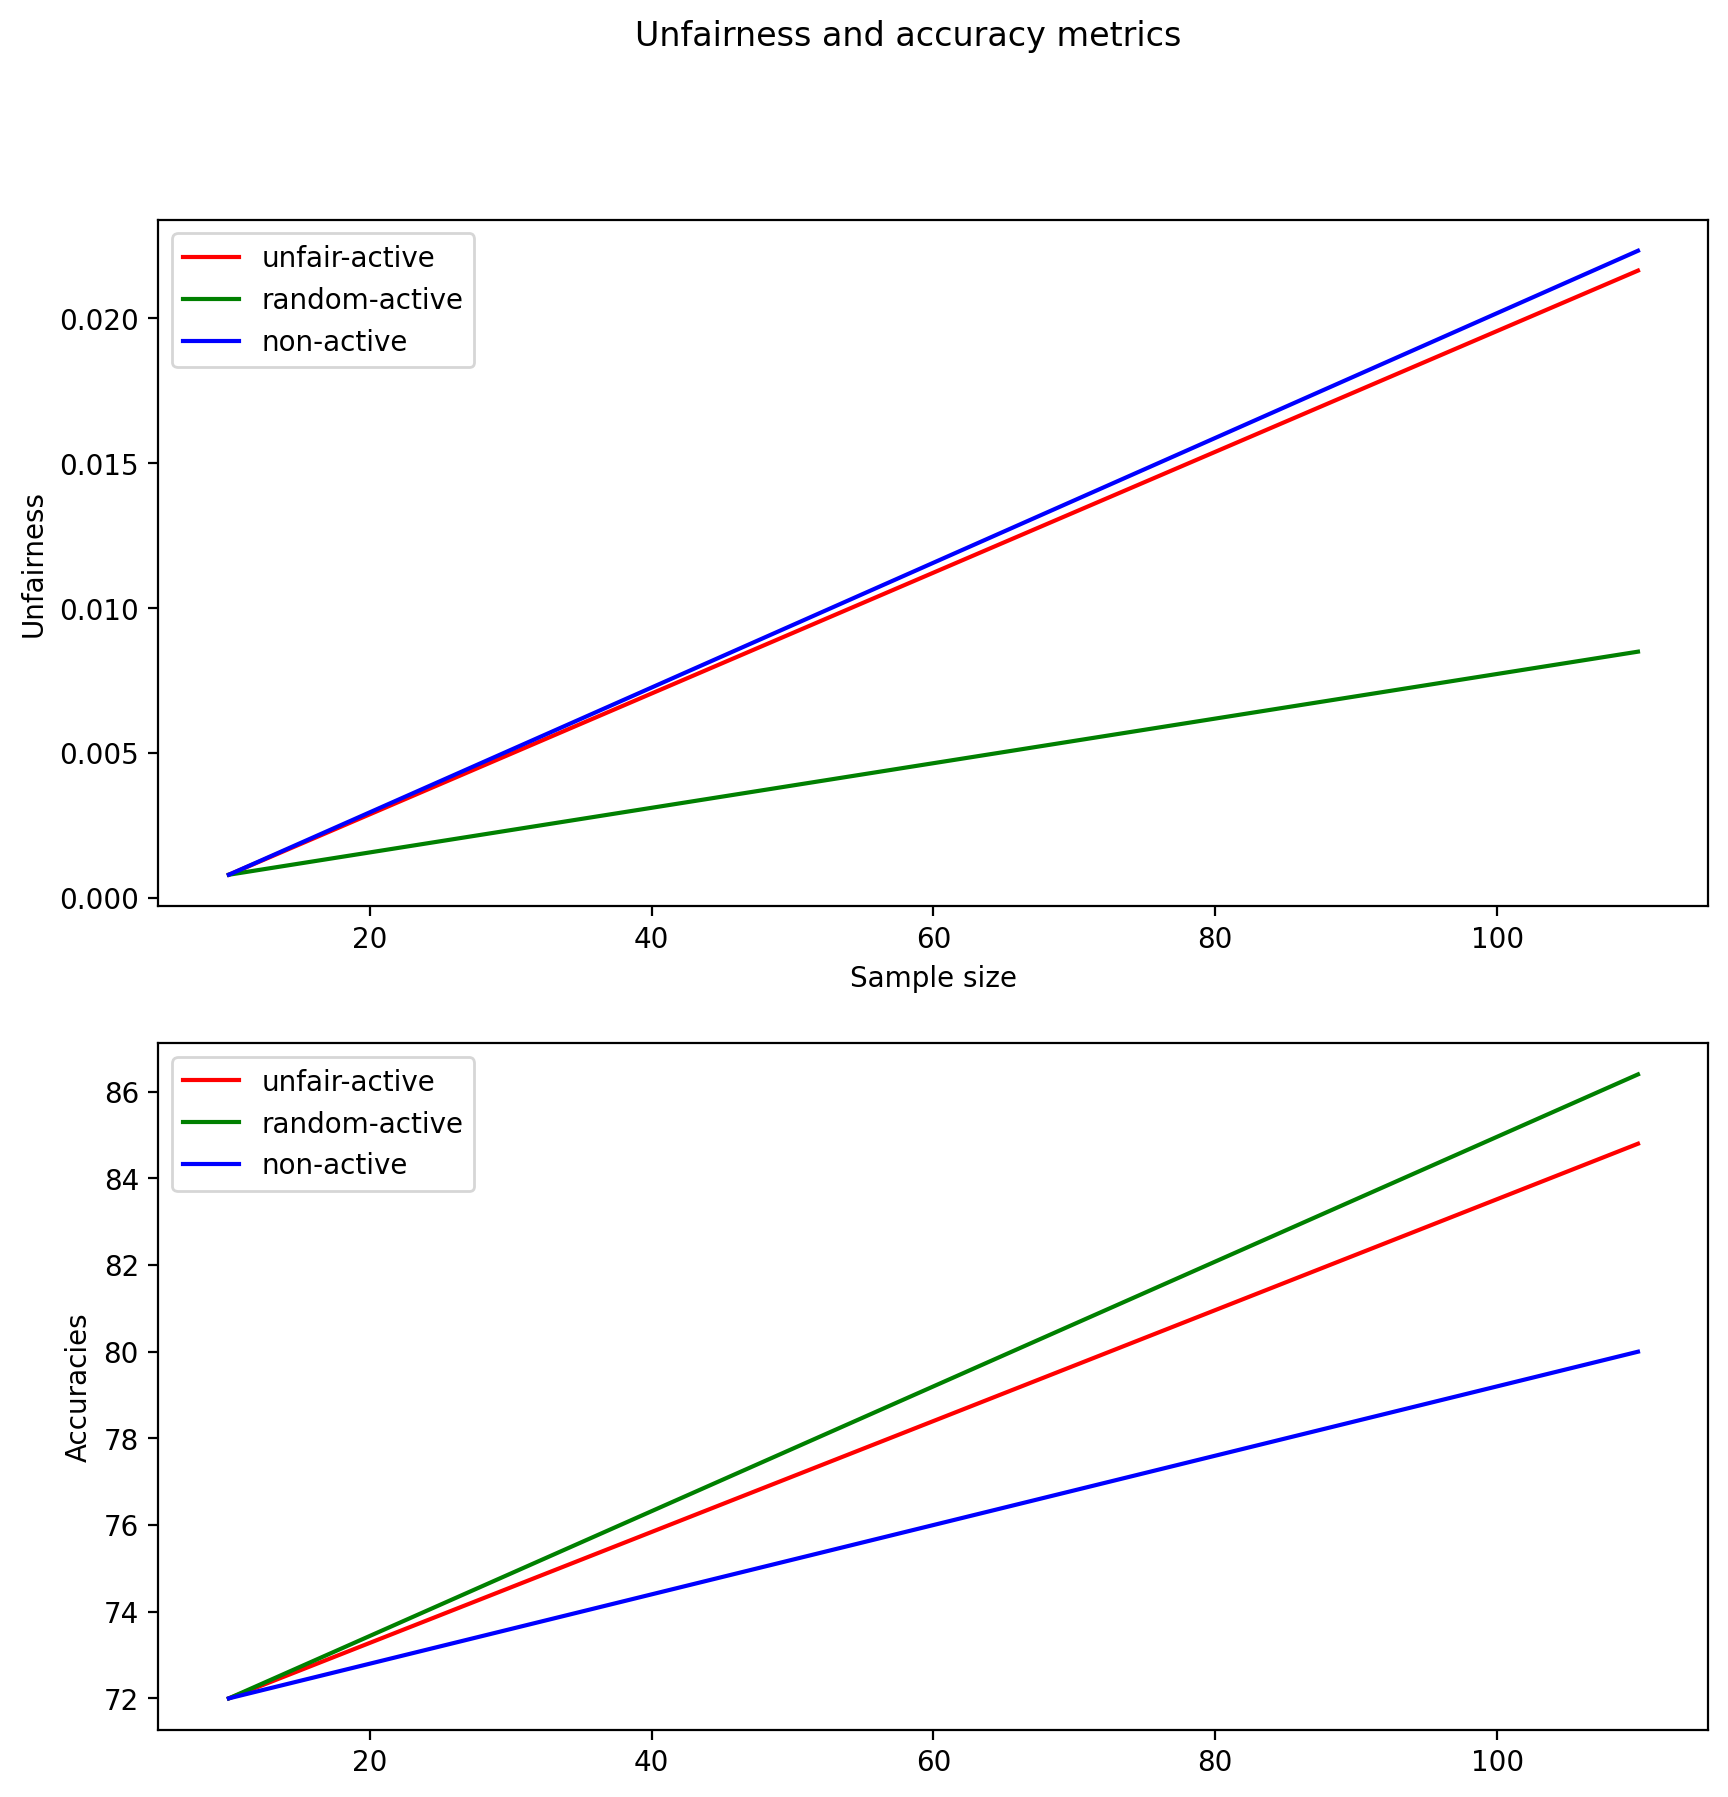 Unfairness and accuracy metrics
unfair-active
random-active
non-active
0.020
0.015
0.010
0.005
0.000
Unfairness
20 40 60 80 100
Sample size
unfair-active
random-active
non-active
86
84
82
80
78
76
74
72
Accuracies
20 40 60 80 100